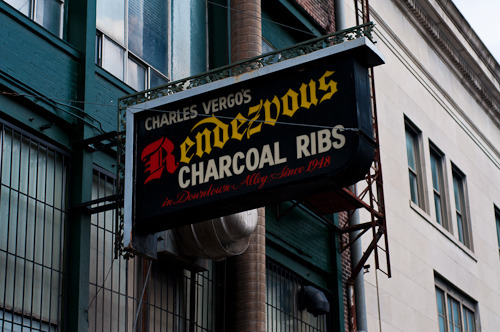 CHARLES VERGO'S
Rendezvous
CHARCOAL RIBS
in Downtown Alley Since 1948